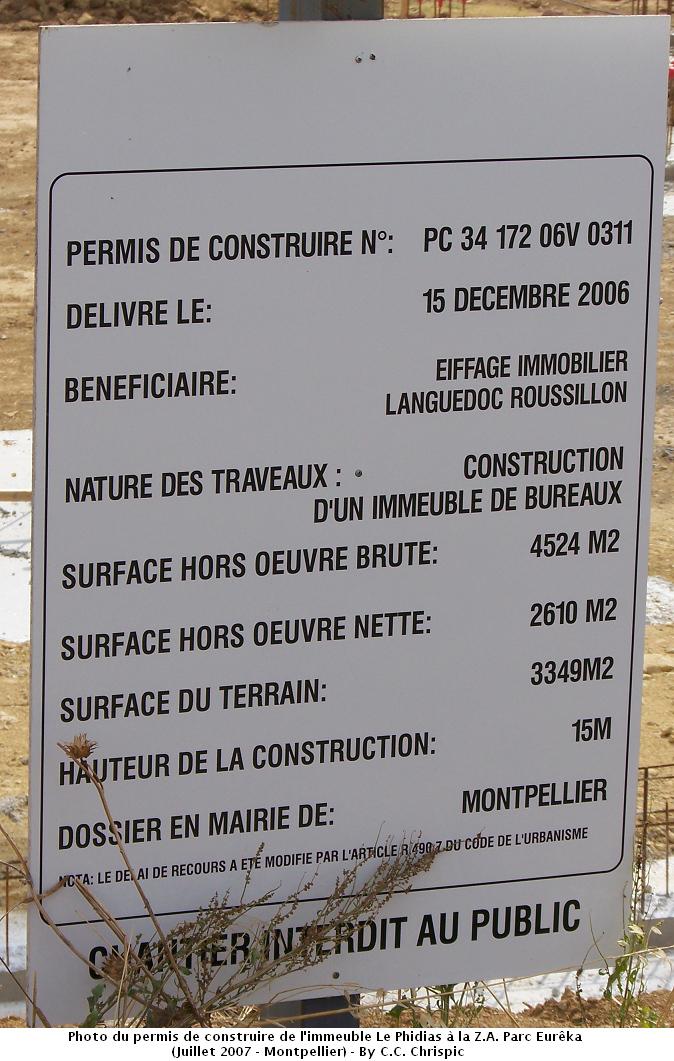 PERMIS DE CONSTRUIRE N°: PC 34 172 06V 0311
DELIVRE LE: 15 DECEMBRE 2006
BENEFICIAIRE: EIFFAGE IMMOBILIER
LANGUEDOC ROUSSILLON
NATURE DES TRAVEAUX : CONSTRUCTION
D'UN IMMEUBLE DE BUREAUX
SURFACE HORS OEUVRE BRUTE: 4524 M2
SURFACE HORS OEUVRE NETTE: 2610 M2
SURFACE DU TERRAIN: 3349M2
HAUTEUR DE LA CONSTRUCTION: 15M
DOSSIER EN MAIRIE DE: MONTPELLIER
NOTA: LE DELAI DE RECOURS A ETE MODIFIE PAR L'ARTICLE R 490.7 DU CODE DE L'URBANISME
CHANTIER INTERDIT AU PUBLIC
Photo du permis de construire de l'immeuble Le Phidias à la Z.A. Parc Eurêka
(Juillet 2007 - Montpellier) - By C.C. Chrispic